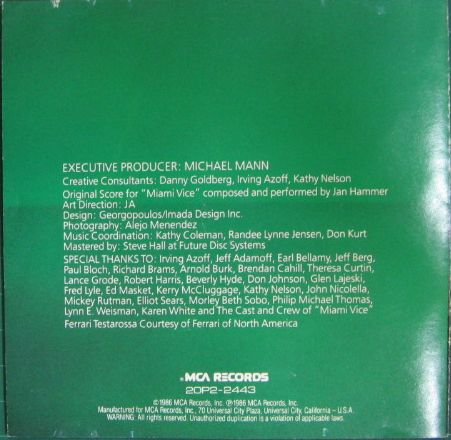 EXECUTIVE PRODUCER: MICHAEL MANN
Creative Consultants: Danny Goldberg, Irving Azoff, Kathy Nelson
Original Score for "Miami Vice" composed and performed by Jan Hammer
Art Direction: JA
Design: Georgopoulos/Imada Design Inc.
Photography: Alejo Menendez
Music Coordination: Kathy Coleman, Randee Lynne Jensen, Don Kurt
Mastered by: Steve Hall at Future Disc Systems
SPECIAL THANKS TO: Irving Azoff, Jeff Adamoff, Earl Bellamy, Jeff Berg,
Paul Bloch, Richard Brams, Arnold Burk, Brendan Cahill, Theresa Curtin,
Lance Grode, Robert Harris, Beverly Hyde, Don Johnson, Glen Lajeski,
Fred Lyle, Ed Masket, Kerry McCluggage, Kathy Nelson, John Nicolella,
Mickey Rutman, Elliot Sears, Morley Beth Sobo, Philip Michael Thomas,
Lynn E. Weisman, Karen White and The Cast and Crew of "Miami Vice"
Ferrari Testarossa Courtesy of Ferrari of North America
MCA RECORDS
20P2-2443
©1986 MCA Records, Inc. ℗1986 MCA Records, Inc.
Manufactured for MCA Records, Inc., 70 Universal City Plaza, Universal City, California – U.S.A.
WARNING: All rights reserved. Unauthorized duplication is a violation of applicable laws.